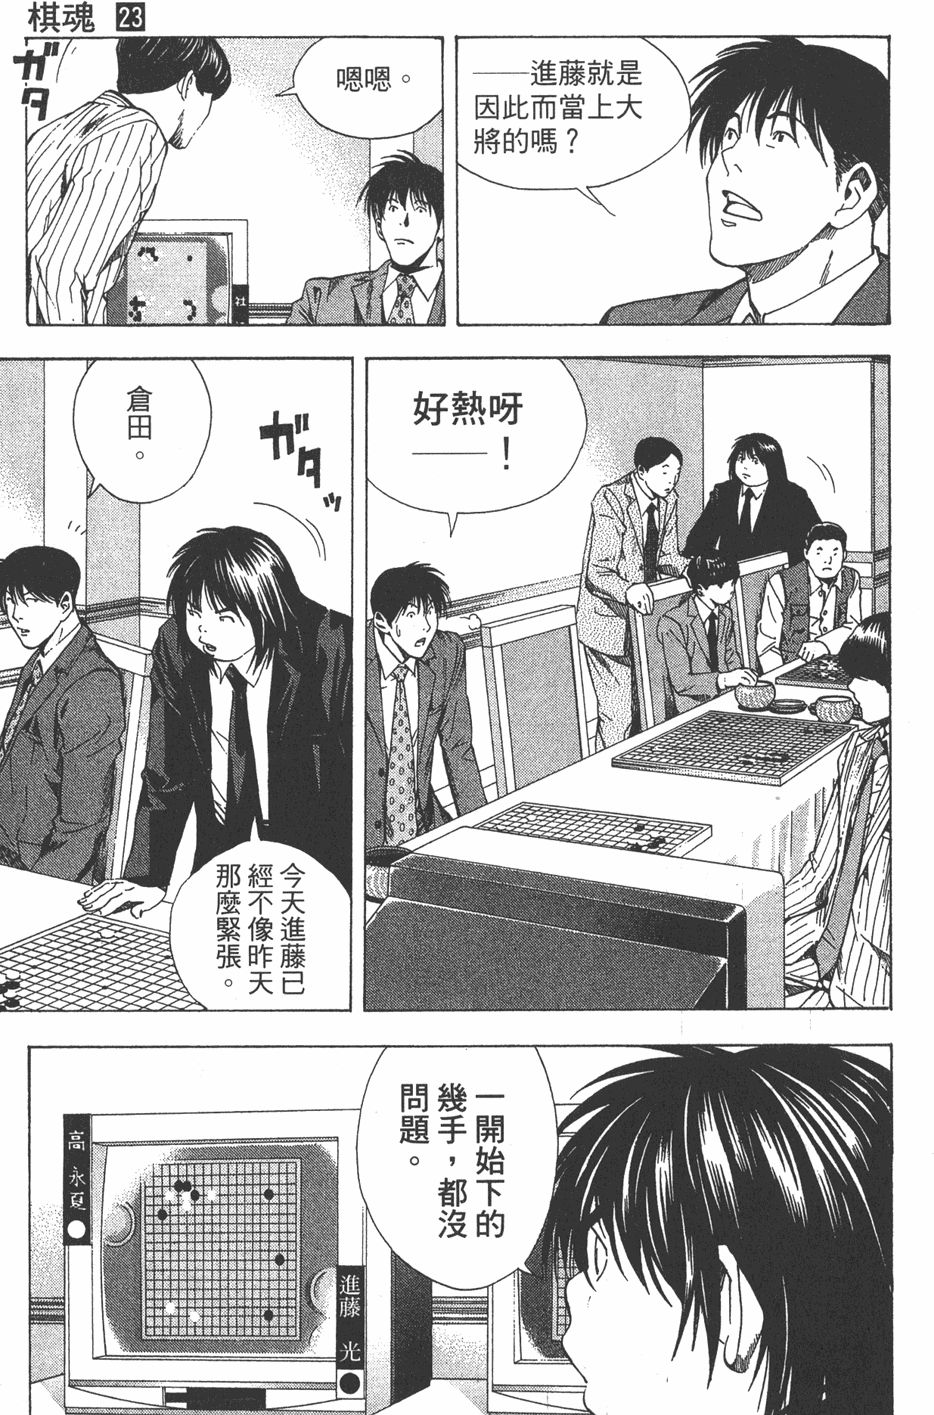 棋魂 23
──進藤就是
因此而當上大
將的嗎？
嗯嗯。
ガタ
好熱呀
──！
ガタッ
倉田。
今天進藤已
經不像昨天
那麼緊張。
一開始下的
幾手，都沒
問題。
高永夏
進藤 光
社